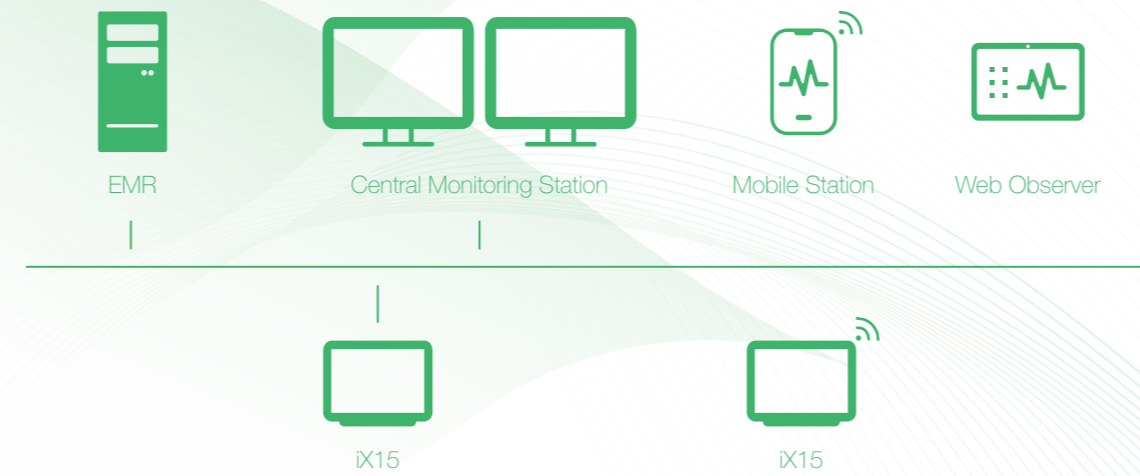 EMR
Central Monitoring Station
Mobile Station
Web Observer
iX15
iX15